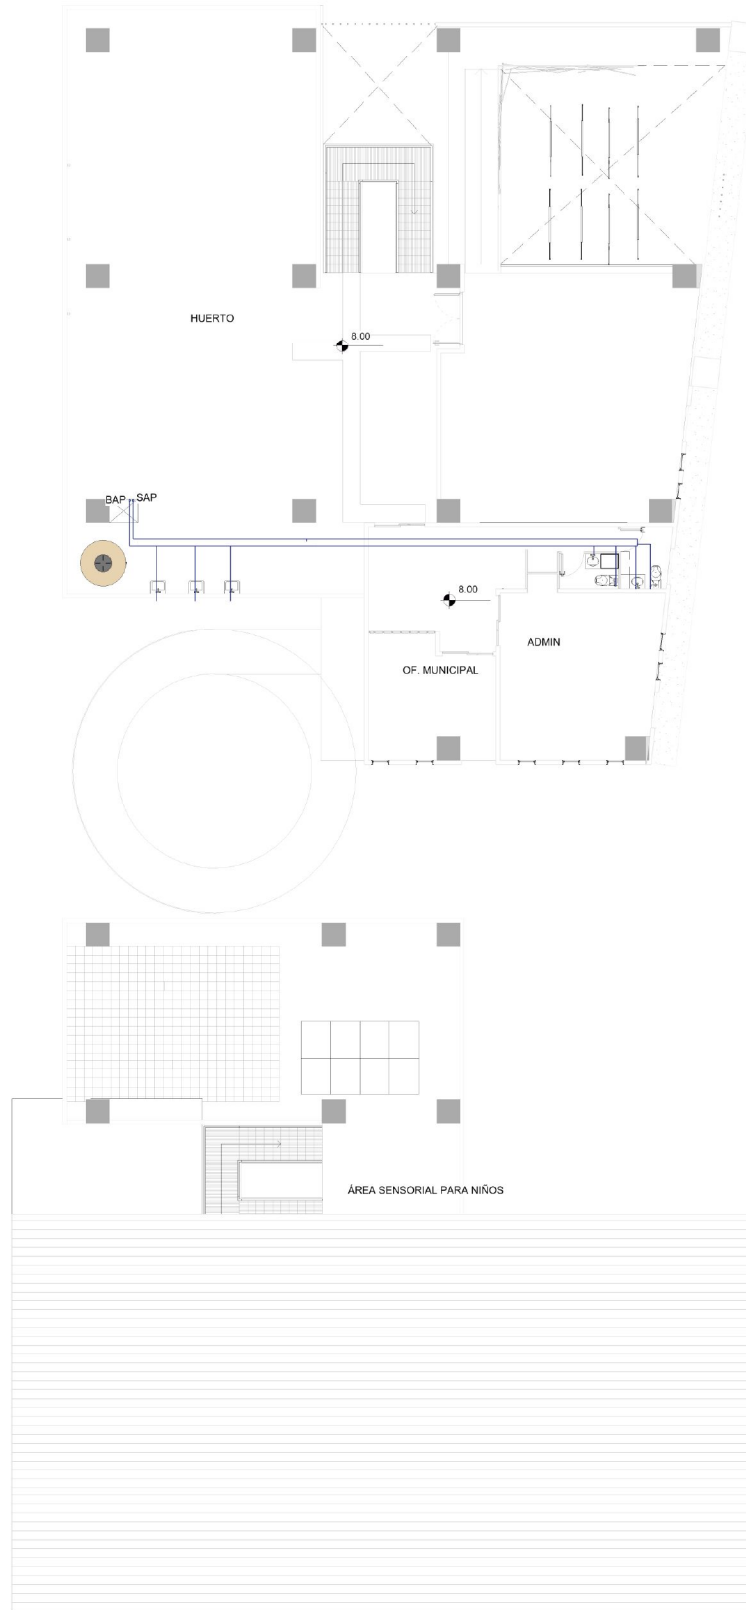 HUERTO
8.00
BAP
SAP
8.00
ADMIN
OF. MUNICIPAL
ÁREA SENSORIAL PARA NIÑOS